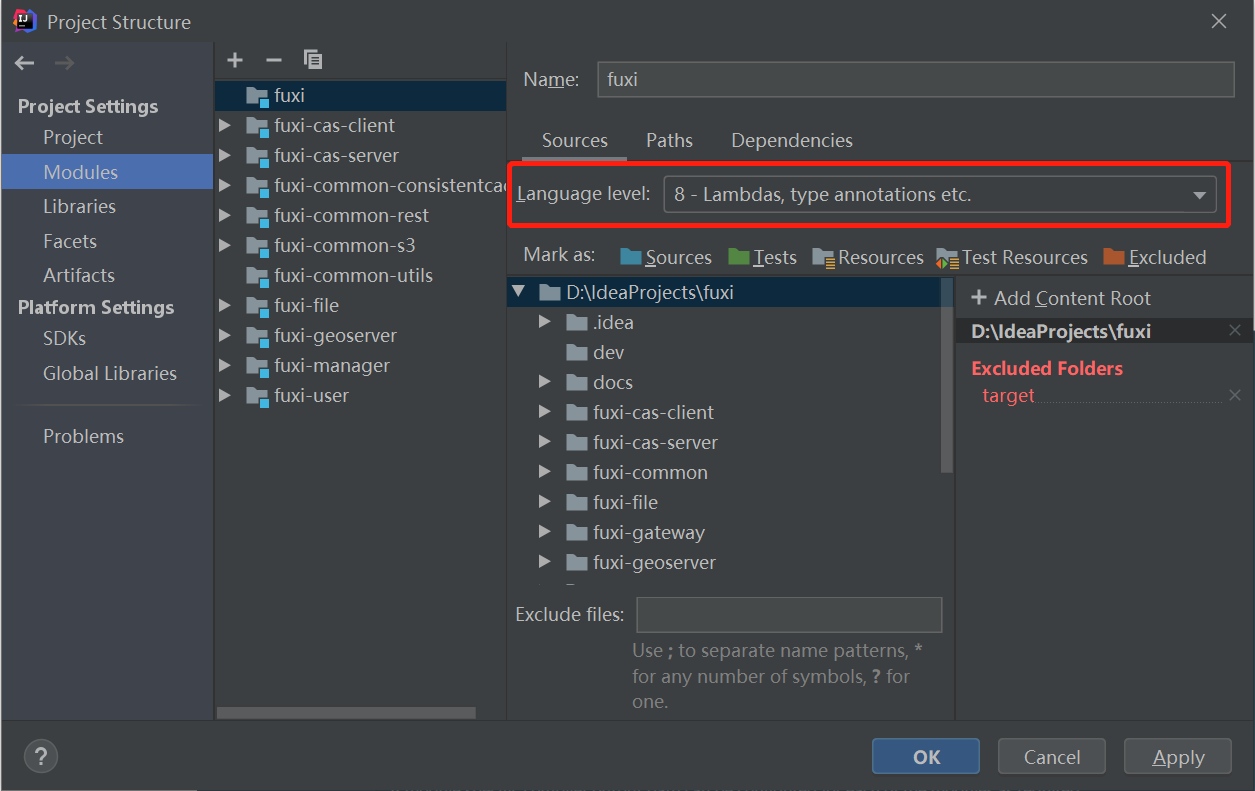 Project Structure
Project Settings
Project
Modules
Libraries
Facets
Artifacts
Platform Settings
SDKs
Global Libraries
Problems
fuxi
fuxi-cas-client
fuxi-cas-server
fuxi-common-consistentcac
fuxi-common-rest
fuxi-common-s3
fuxi-common-utils
fuxi-file
fuxi-geoserver
fuxi-manager
fuxi-user
Name: fuxi
Sources Paths Dependencies
Language level: 8 - Lambdas, type annotations etc.
Mark as: Sources Tests Resources Test Resources Excluded
D:\IdeaProjects\fuxi
.idea
dev
docs
fuxi-cas-client
fuxi-cas-server
fuxi-common
fuxi-file
fuxi-gateway
fuxi-geoserver
+ Add Content Root
D:\IdeaProjects\fuxi
Excluded Folders
target
Exclude files:
Use ; to separate name patterns, *
for any number of symbols, ? for
one.
?
OK Cancel Apply